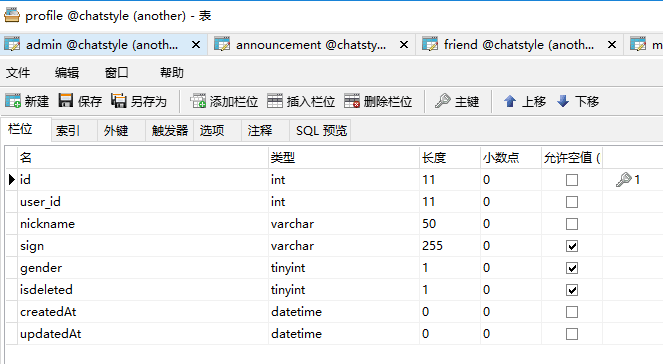 profile @chatstyle (another) - 表
admin @chatstyle (anoth... announcement @chatsty... friend @chatstyle (anoth... m
文件 编辑 窗口 帮助
新建 保存 另存为 添加栏位 插入栏位 删除栏位 主键 上移 下移
栏位 索引 外键 触发器 选项 注释 SQL 预览
名 类型 长度 小数点 允许空值 (
id int 11 0 1
user_id int 11 0
nickname varchar 50 0
sign varchar 255 0
gender tinyint 1 0
isdeleted tinyint 1 0
createdAt datetime 0 0
updatedAt datetime 0 0